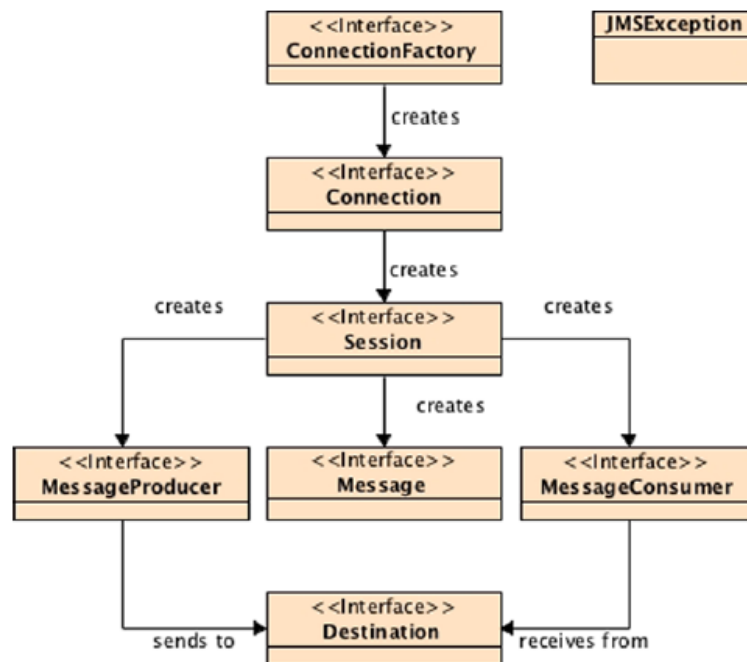 <<Interface>>
ConnectionFactory
JMSException
creates
<<Interface>>
Connection
creates
<<Interface>>
Session
creates
creates
creates
<<Interface>>
MessageProducer
<<Interface>>
Message
<<Interface>>
MessageConsumer
<<Interface>>
Destination
sends to
receives from